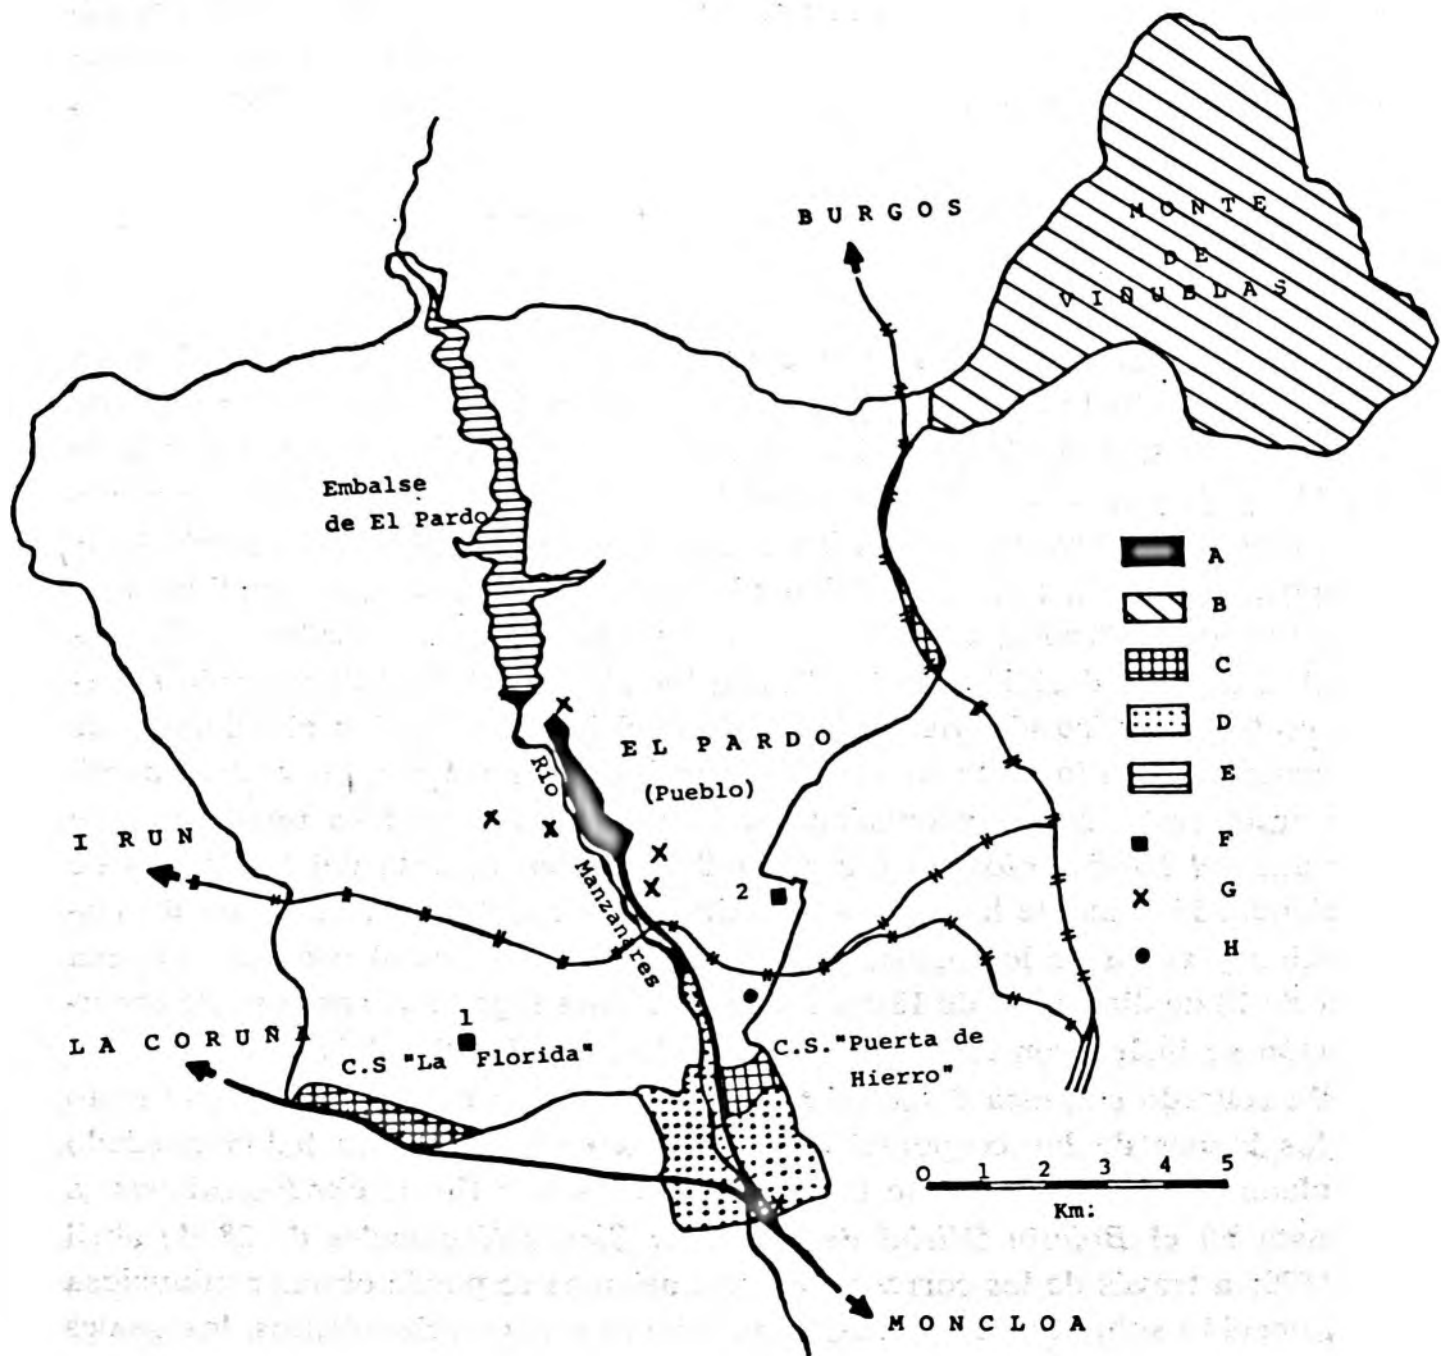 BURGOS
MONTE
DE
VIÑUBLAS
Embalse
de El Pardo
A
B
C
D
E
F
G
H
EL PARDO
(Pueblo)
Río
Manzanares
IRUN
2
LA CORUÑA
1
C.S "La Florida"
C.S."Puerta de
Hierro"
0 1 2 3 4 5
Km:
MONCLOA